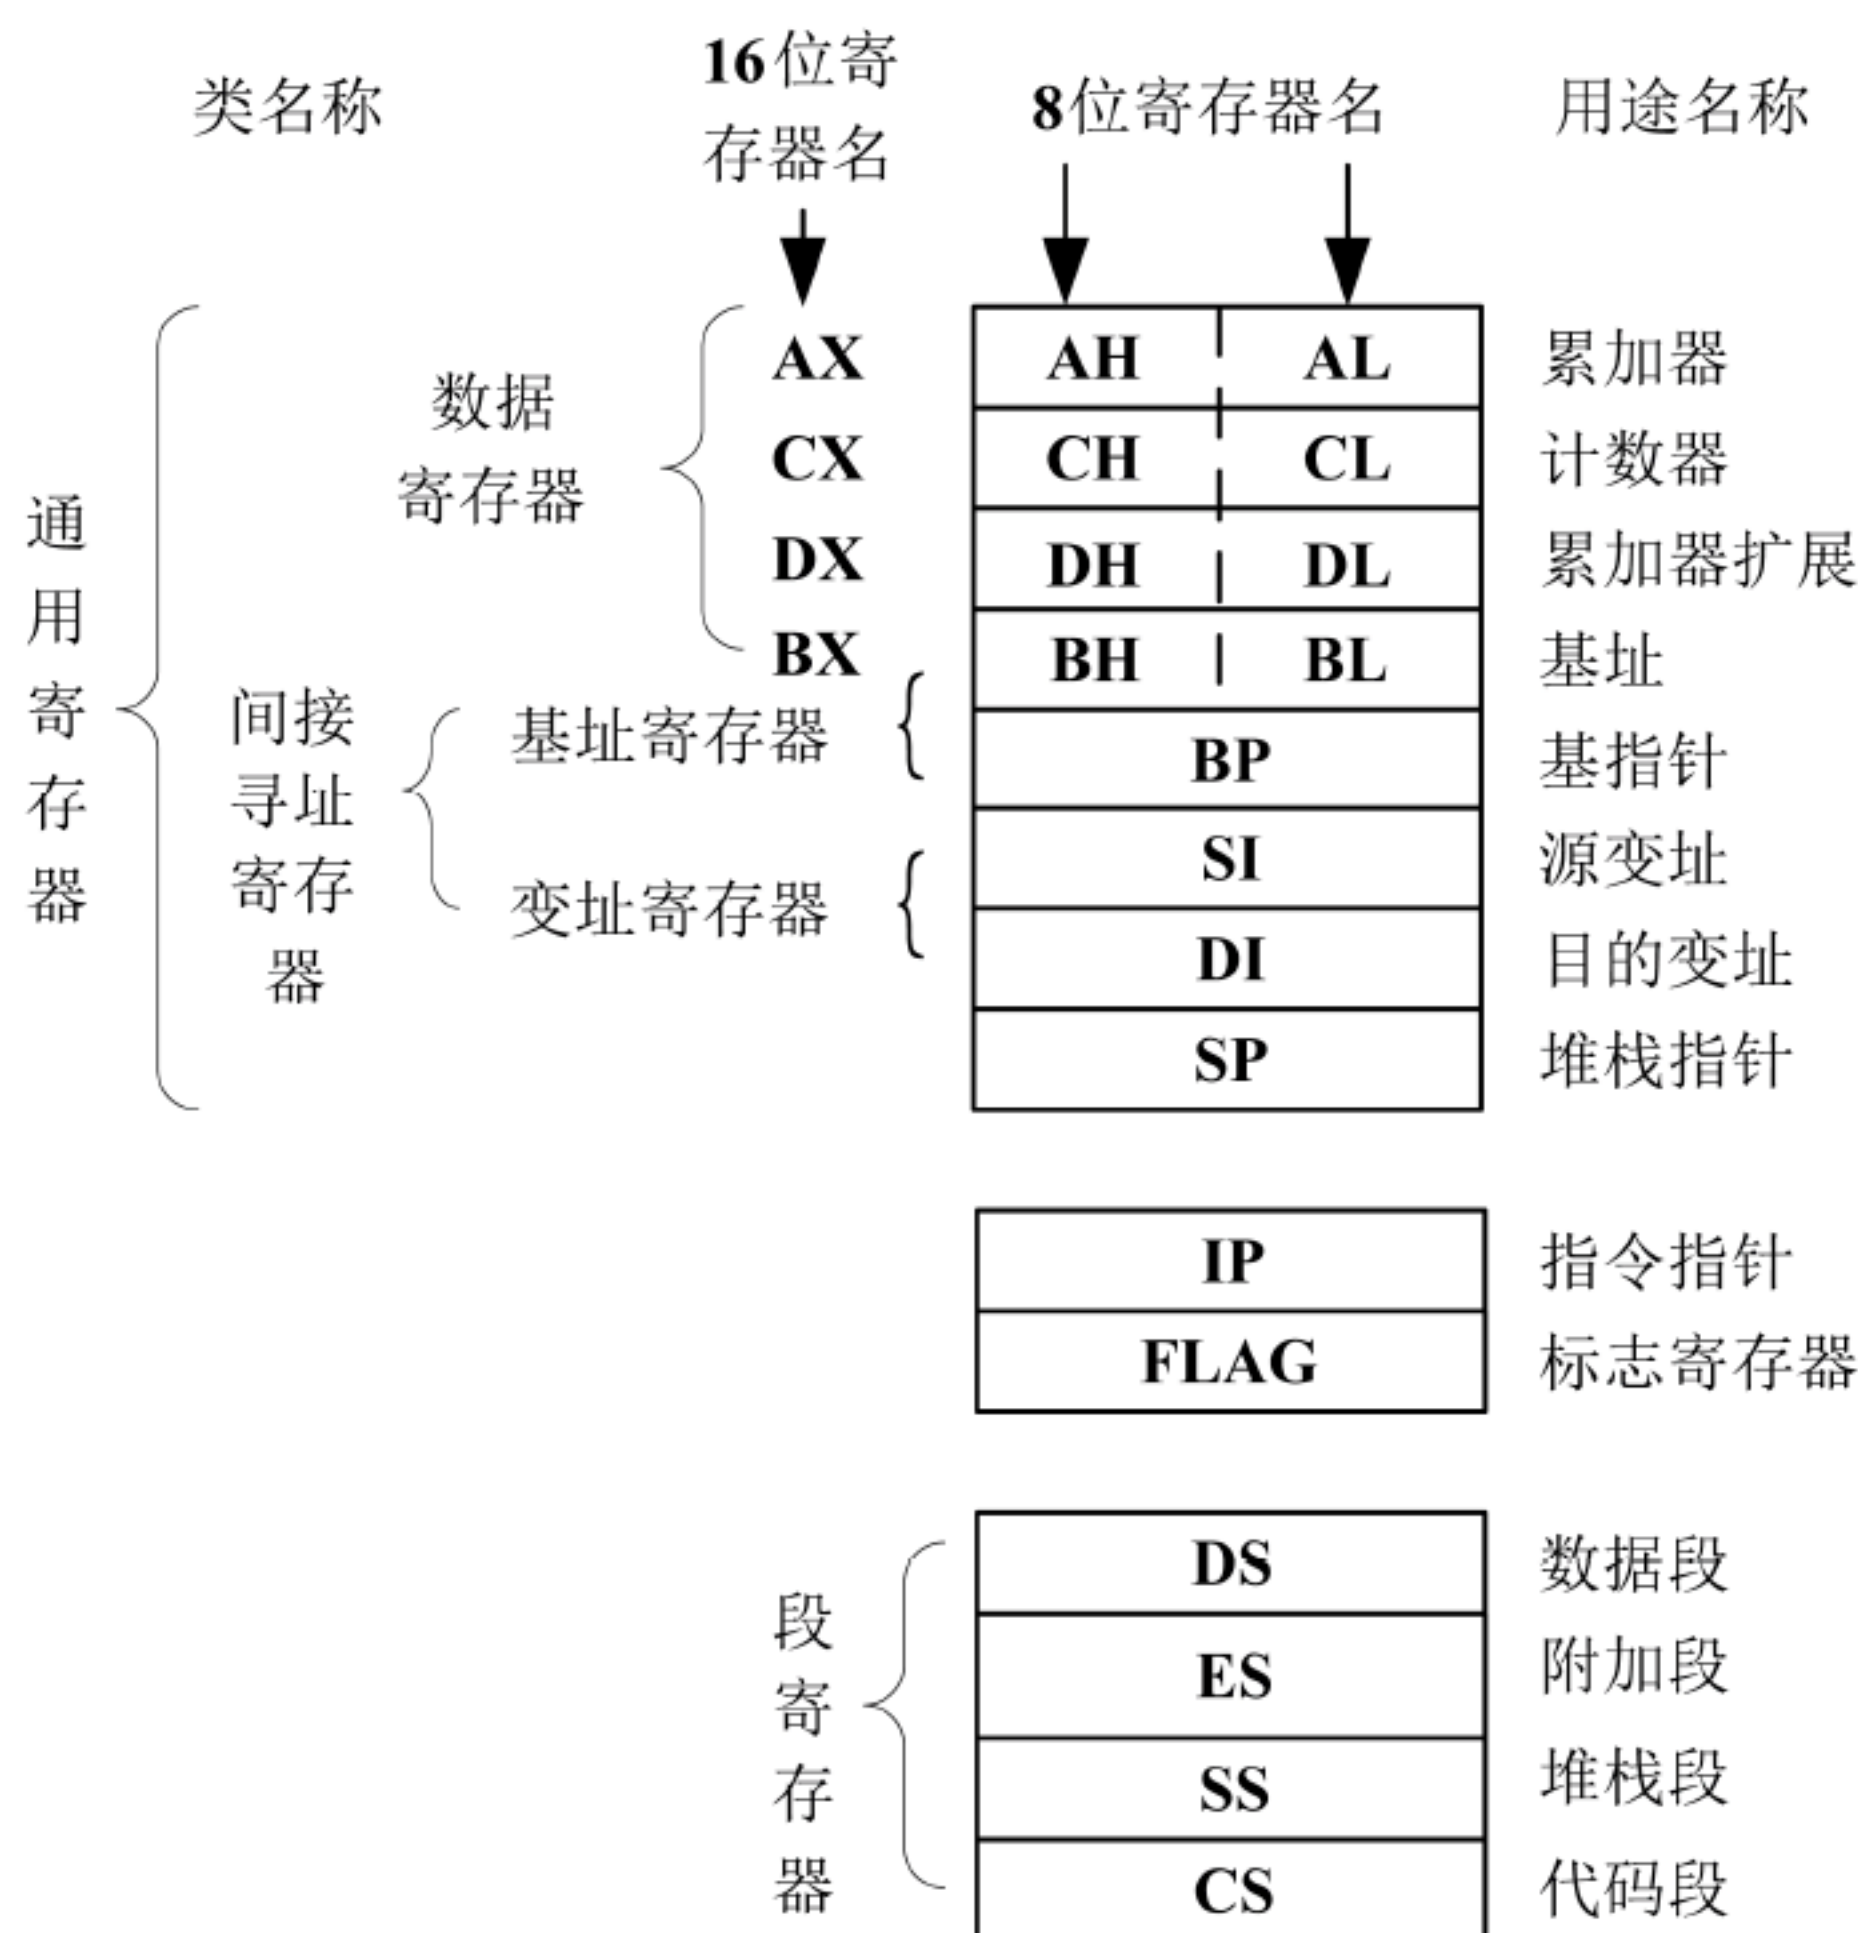 类名称
16位寄
存器名
8位寄存器名
用途名称
通用寄存器
数据
寄存器
AX
AH
AL
累加器
CX
CH
CL
计数器
DX
DH
DL
累加器扩展
BX
BH
BL
基址
间接
寻址
寄存
器
基址寄存器
BP
基指针
变址寄存器
SI
源变址
DI
目的变址
SP
堆栈指针
IP
指令指针
FLAG
标志寄存器
段寄存器
DS
数据段
ES
附加段
SS
堆栈段
CS
代码段